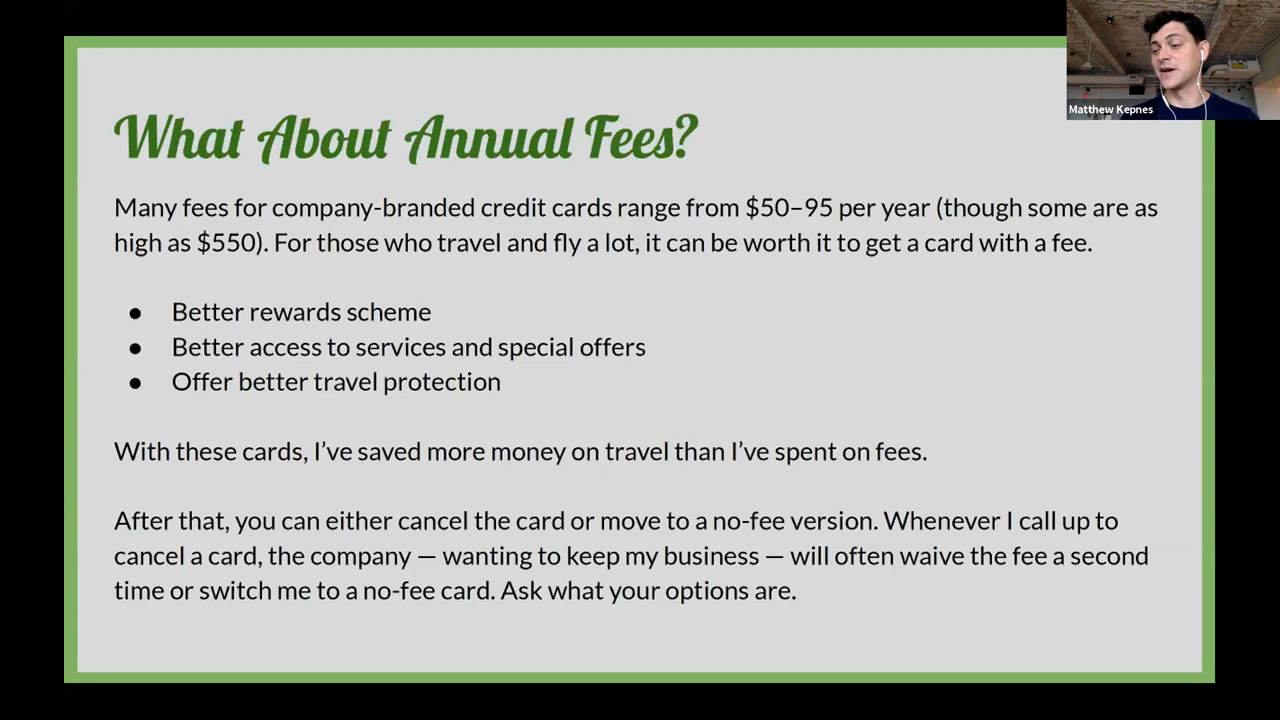 What About Annual Fees?
Matthew Kepnes
Many fees for company-branded credit cards range from $50–95 per year (though some are as
high as $550). For those who travel and fly a lot, it can be worth it to get a card with a fee.
● Better rewards scheme
● Better access to services and special offers
● Offer better travel protection
With these cards, I’ve saved more money on travel than I’ve spent on fees.
After that, you can either cancel the card or move to a no-fee version. Whenever I call up to
cancel a card, the company — wanting to keep my business — will often waive the fee a second
time or switch me to a no-fee card. Ask what your options are.